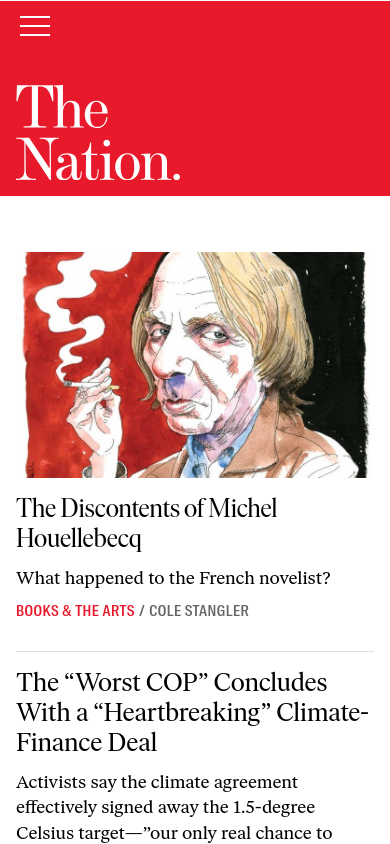 The
Nation.
The Discontents of Michel
Houellebecq
What happened to the French novelist?
BOOKS & THE ARTS / COLE STANGLER
The “Worst COP” Concludes
With a “Heartbreaking” Climate-
Finance Deal
Activists say the climate agreement
effectively signed away the 1.5-degree
Celsius target—”our only real chance to